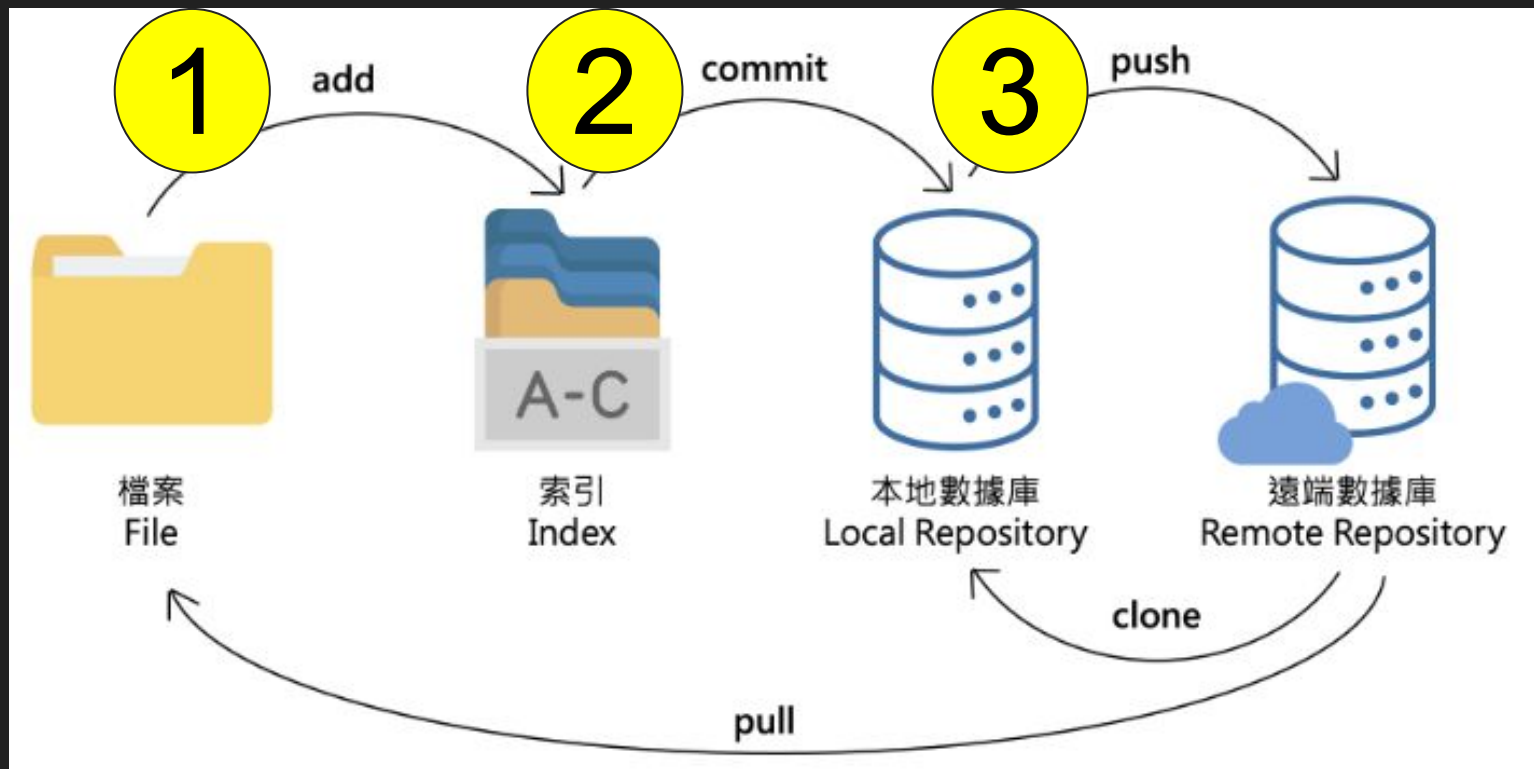 1
add
2
commit
3
push
A-C
檔案
File
索引
Index
本地數據庫
Local Repository
遠端數據庫
Remote Repository
clone
pull